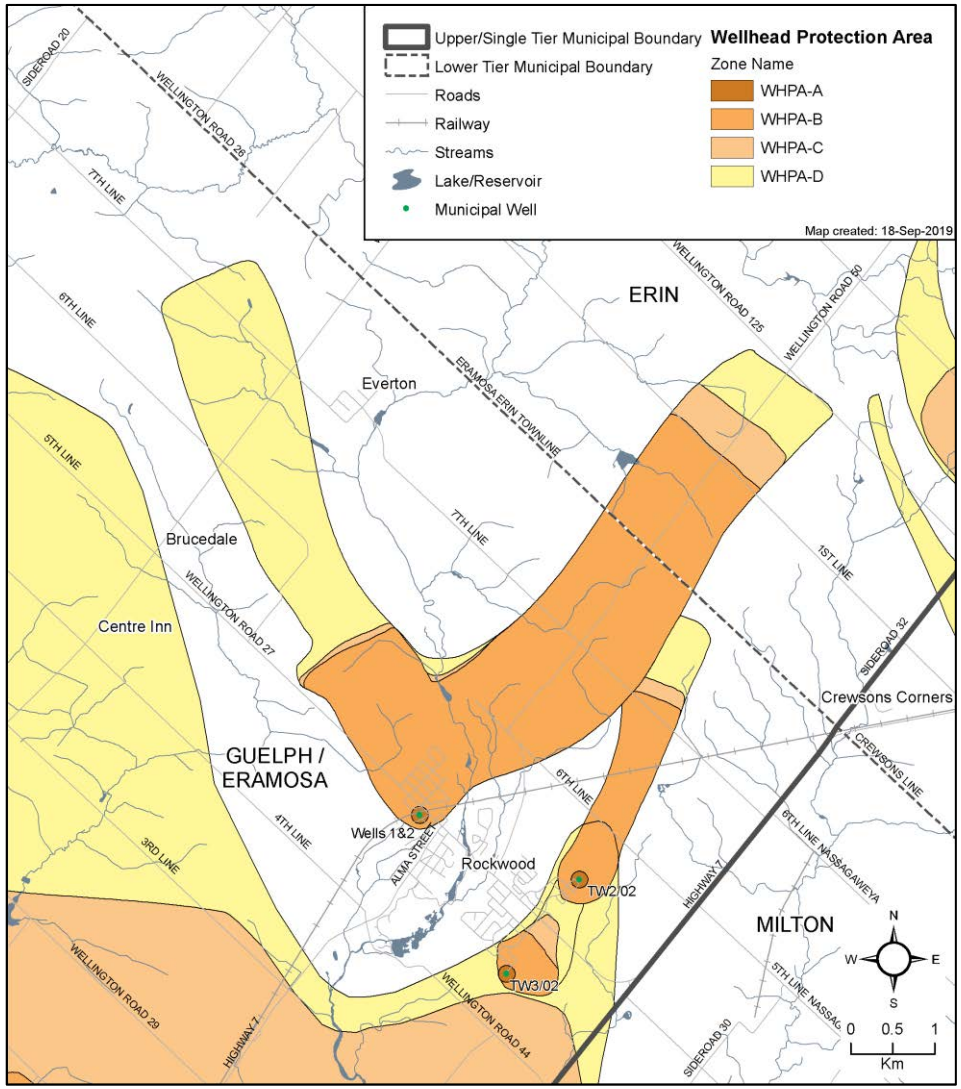 Upper/Single Tier Municipal Boundary
Lower Tier Municipal Boundary
Roads
Railway
Streams
Lake/Reservoir
Municipal Well
Wellhead Protection Area
Zone Name
WHPA-A
WHPA-B
WHPA-C
WHPA-D
Map created: 18-Sep-2019
SIDEROAD 20
WELLINGTON ROAD 26
7TH LINE
6TH LINE
5TH LINE
WELLINGTON ROAD 125
WELLINGTON ROAD 50
ERIN
ERAMOSA ERIN TOWNLINE
Everton
Brucedale
7TH LINE
1ST LINE
WELLINGTON ROAD 27
Centre Inn
SIDEROAD 32
Crewsons Corners
GUELPH /
ERAMOSA
CREWSONS LINE
6TH LINE
4TH LINE
3RD LINE
Wells 1&2
ALMA STREET
Rockwood
6TH LINE NASSAGAWEYA
TW2/02
HIGHWAY 7
MILTON
TW3/02
WELLINGTON ROAD 29
HIGHWAY 7
WELLINGTON ROAD 44
5TH LINE NASSAG
SIDEROAD 30
N
W
E
S
0 0.5 1
Km